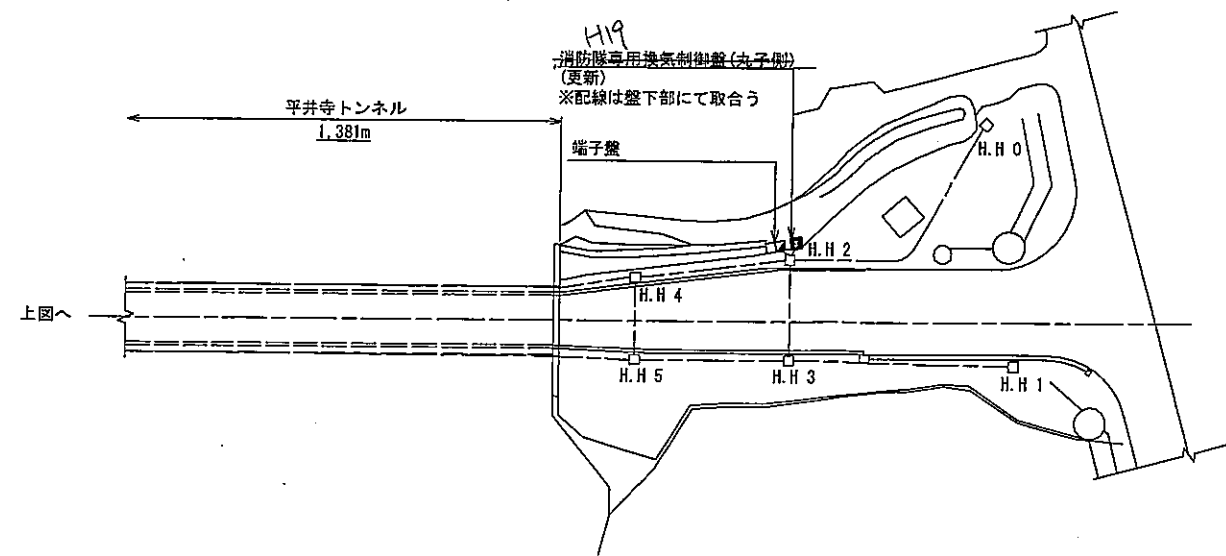 H19
消防隊専用換気制御盤(丸子側)
(更新)
※配線は盤下部にて取合う
平井寺トンネル
1,381m
端子盤
H.H 0
H.H 2
H.H 4
上図へ
H.H 5
H.H 3
H.H 1